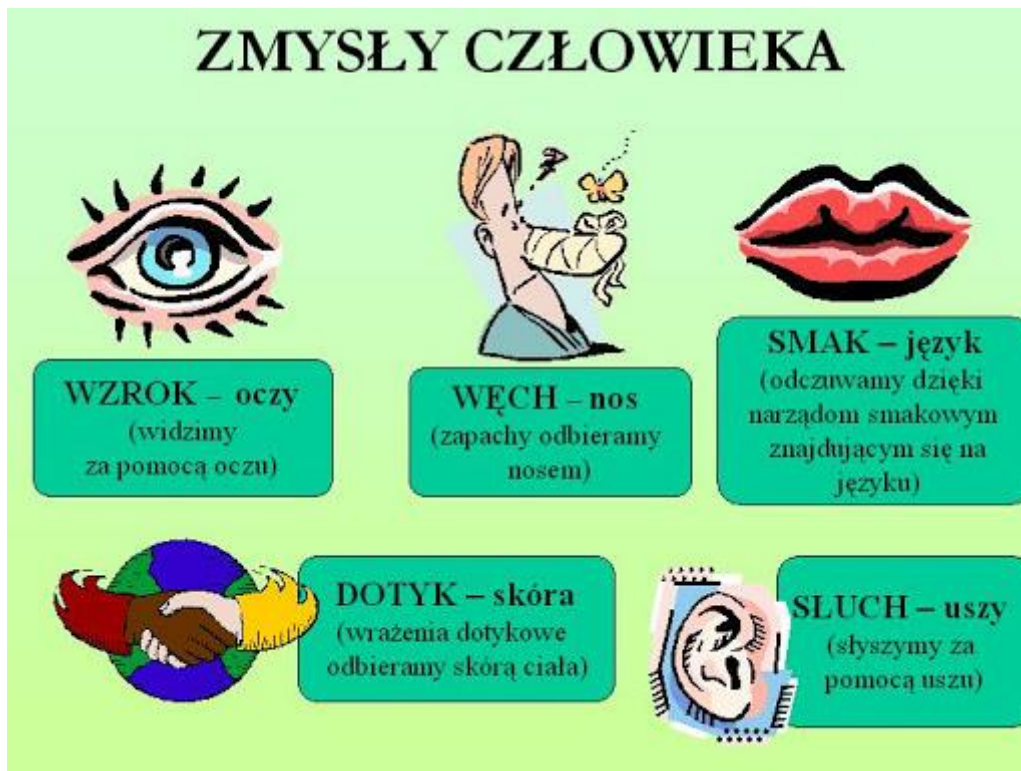 ZMYSŁY CZŁOWIEKA
WZROK – oczy
(widzimy
za pomocą oczu)
WĘCH – nos
(zapachy odbieramy
nosem)
SMAK – język
(odczuwamy dzięki
narządom smakowym
znajdującym się na
języku)
DOTYK – skóra
(wrażenia dotykowe
odbieramy skórą ciała)
SŁUCH – uszy
(słyszymy za
pomocą uszu)